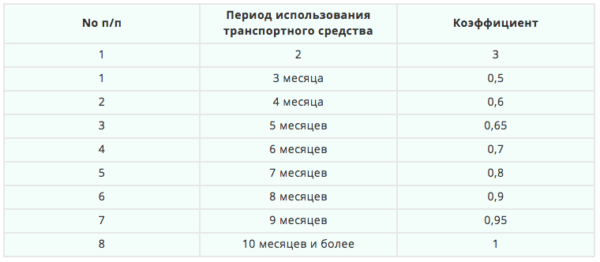 No п/п Период использования транспортного средства Коэффициент
1 2 3
1 3 месяца 0,5
2 4 месяца 0,6
3 5 месяцев 0,65
4 6 месяцев 0,7
5 7 месяцев 0,8
6 8 месяцев 0,9
7 9 месяцев 0,95
8 10 месяцев и более 1